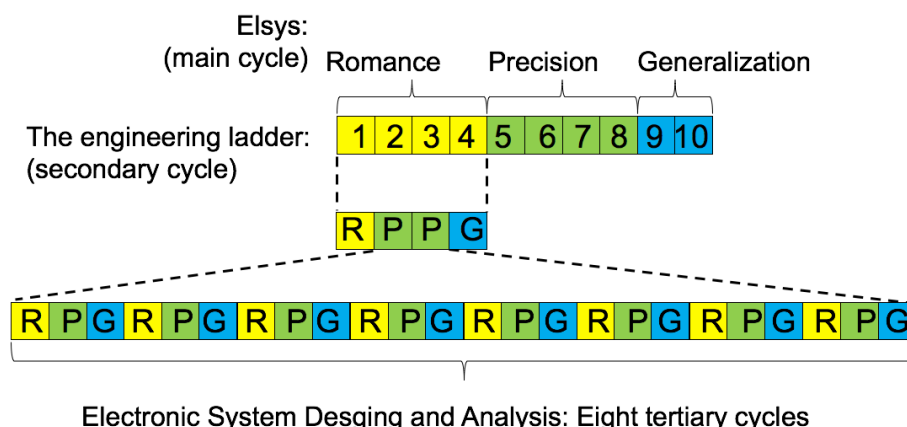 Elsys:
(main cycle)
Romance Precision Generalization
The engineering ladder:
(secondary cycle)
1 2 3 4 5 6 7 8 9 10
R P P G
R P G R P G R P G R P G R P G R P G R P G R P G
Electronic System Desging and Analysis: Eight tertiary cycles